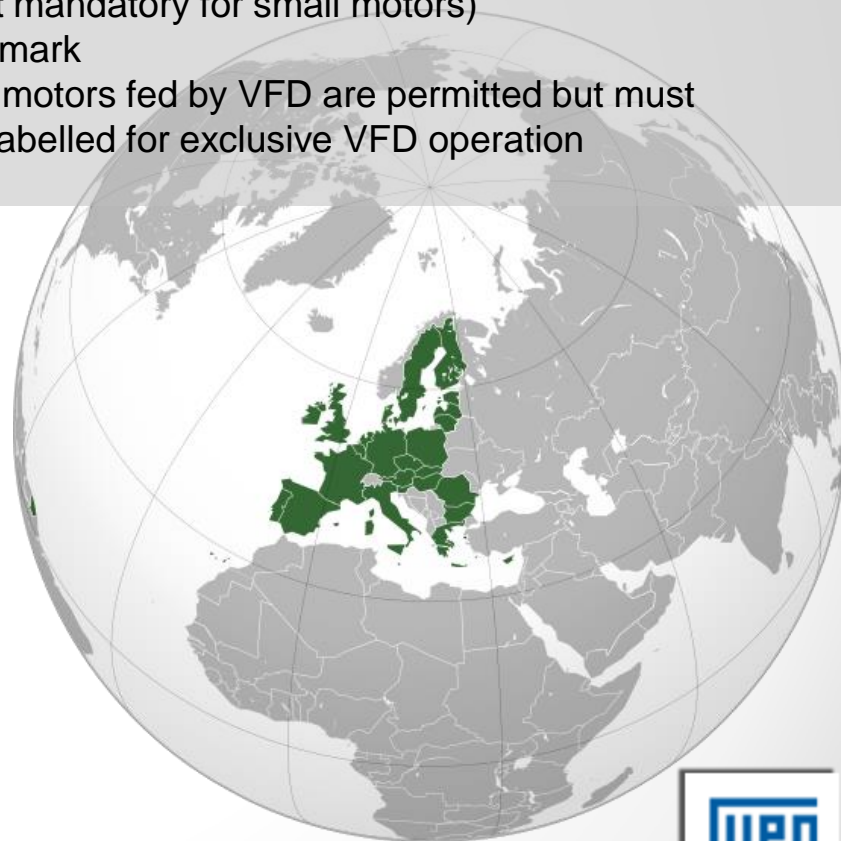 t mandatory for small motors)
mark
motors fed by VFD are permitted but must
abelled for exclusive VFD operation